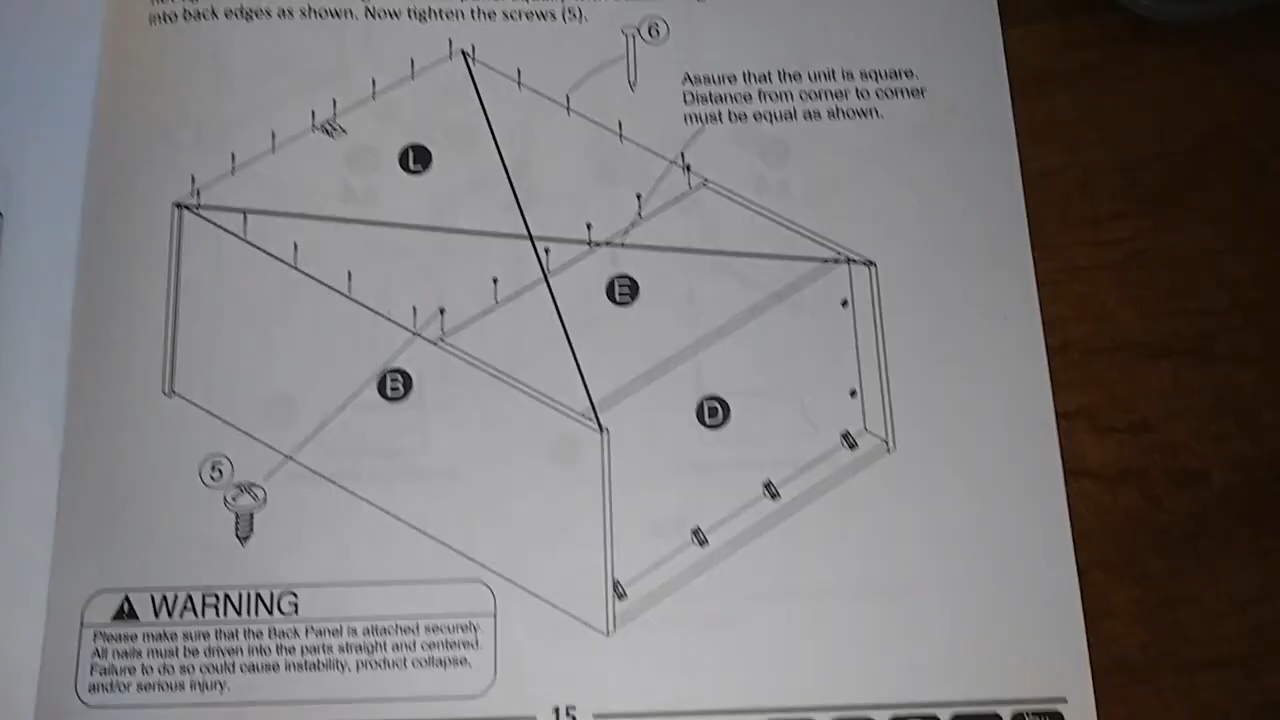 into back edges as shown. Now tighten the screws (5).
6
Assure that the unit is square.
Distance from corner to corner
must be equal as shown.
L
E
B
D
5
WARNING
Please make sure that the Back Panel is attached securely.
All nails must be driven into the parts straight and centered.
Failure to do so could cause instability, product collapse,
and/or serious injury.
15